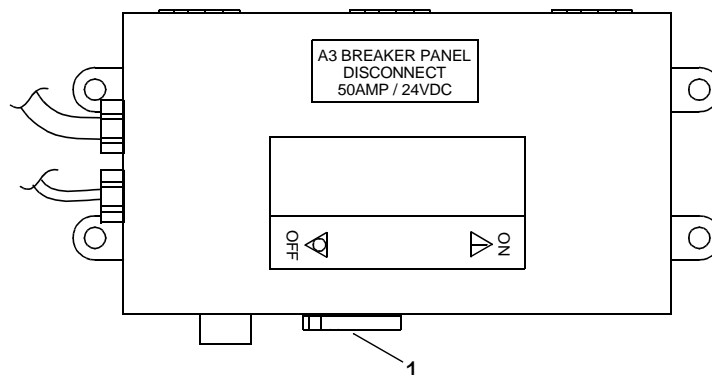 A3 BREAKER PANEL
DISCONNECT
50AMP / 24VDC
OFF
ON
1